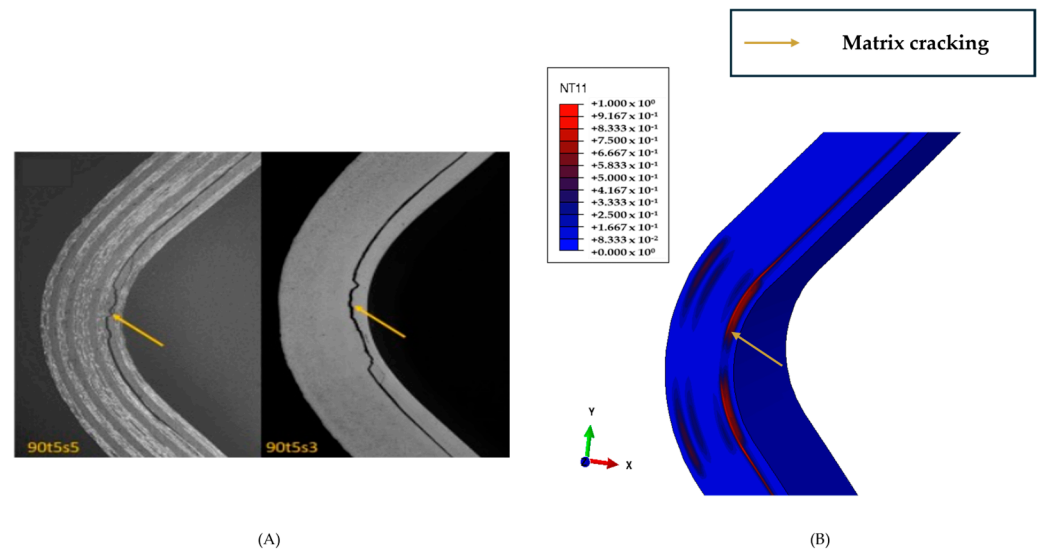 Matrix cracking
NT11
+1.000 x 10⁰
+9.167 x 10⁻¹
+8.333 x 10⁻¹
+7.500 x 10⁻¹
+6.667 x 10⁻¹
+5.833 x 10⁻¹
+5.000 x 10⁻¹
+4.167 x 10⁻¹
+3.333 x 10⁻¹
+2.500 x 10⁻¹
+1.667 x 10⁻¹
+8.333 x 10⁻²
+0.000 x 10⁰
90t5s5
90t5s3
Y
X
(A)
(B)